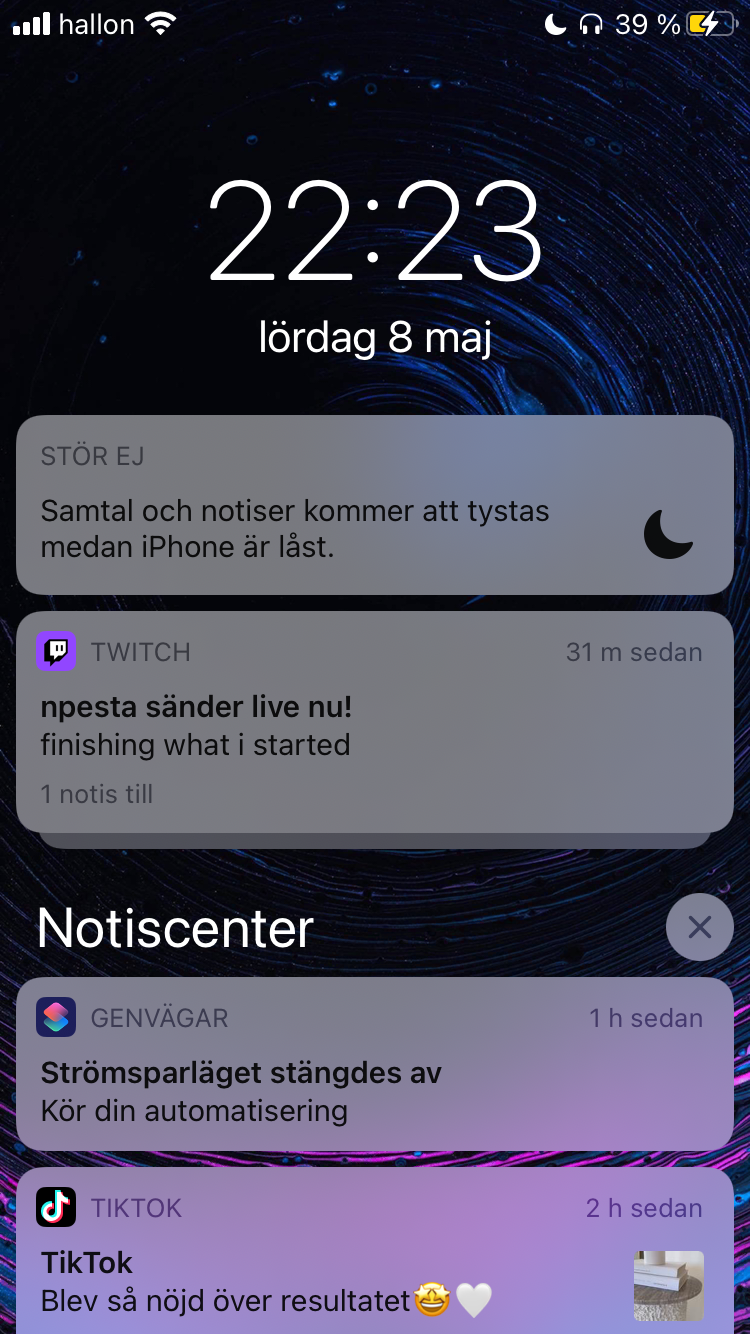 hallon 39 %
22:23
lördag 8 maj
STÖR EJ
Samtal och notiser kommer att tystas
medan iPhone är låst.
TWITCH 31 m sedan
npesta sänder live nu!
finishing what i started
1 notis till
Notiscenter
GENVÄGAR 1 h sedan
Strömsparläget stängdes av
Kör din automatisering
TIKTOK 2 h sedan
TikTok
Blev så nöjd över resultatet🤩🤍